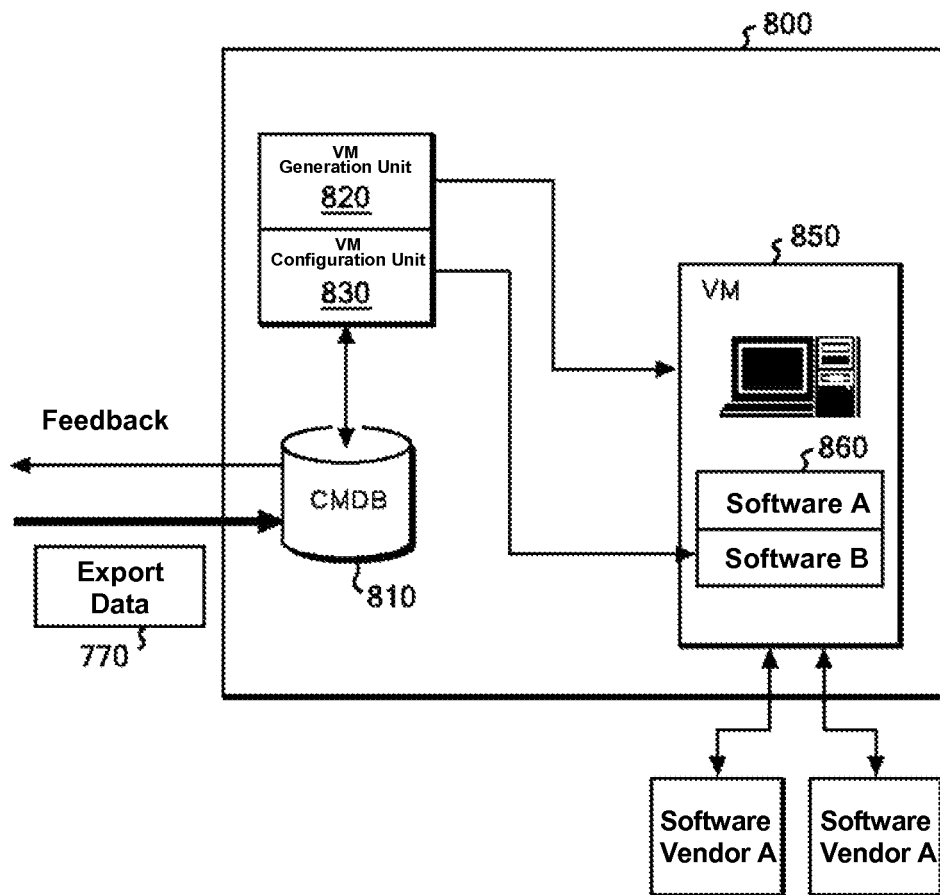 800
VM
Generation Unit
820
VM
Configuration Unit
830
850
VM
Feedback
860
CMDB
Software A
Software B
Export
Data
810
770
Software
Vendor A
Software
Vendor A